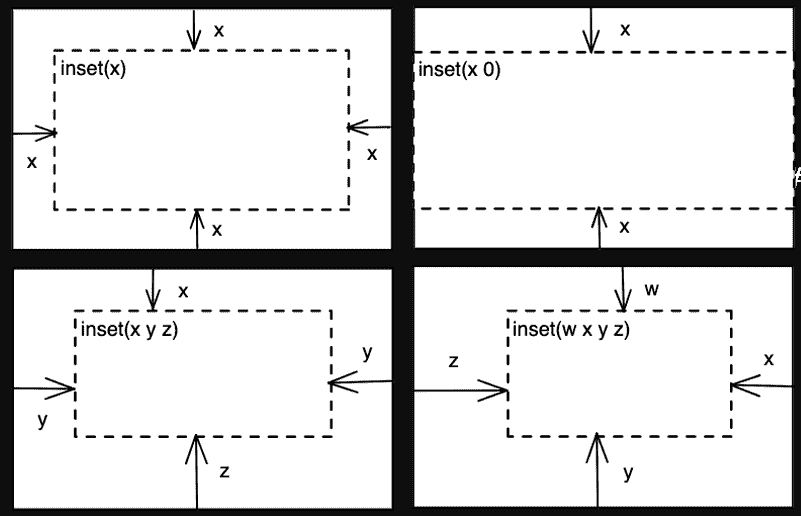 x
inset(x)
x
x
x
x
inset(x 0)
x
x
inset(x y z)
y
y
z
w
inset(w x y z)
z
x
y